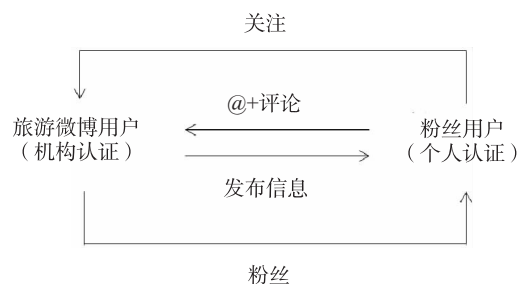 关注
@+评论
旅游微博用户
（机构认证）
粉丝用户
（个人认证）
发布信息
粉丝